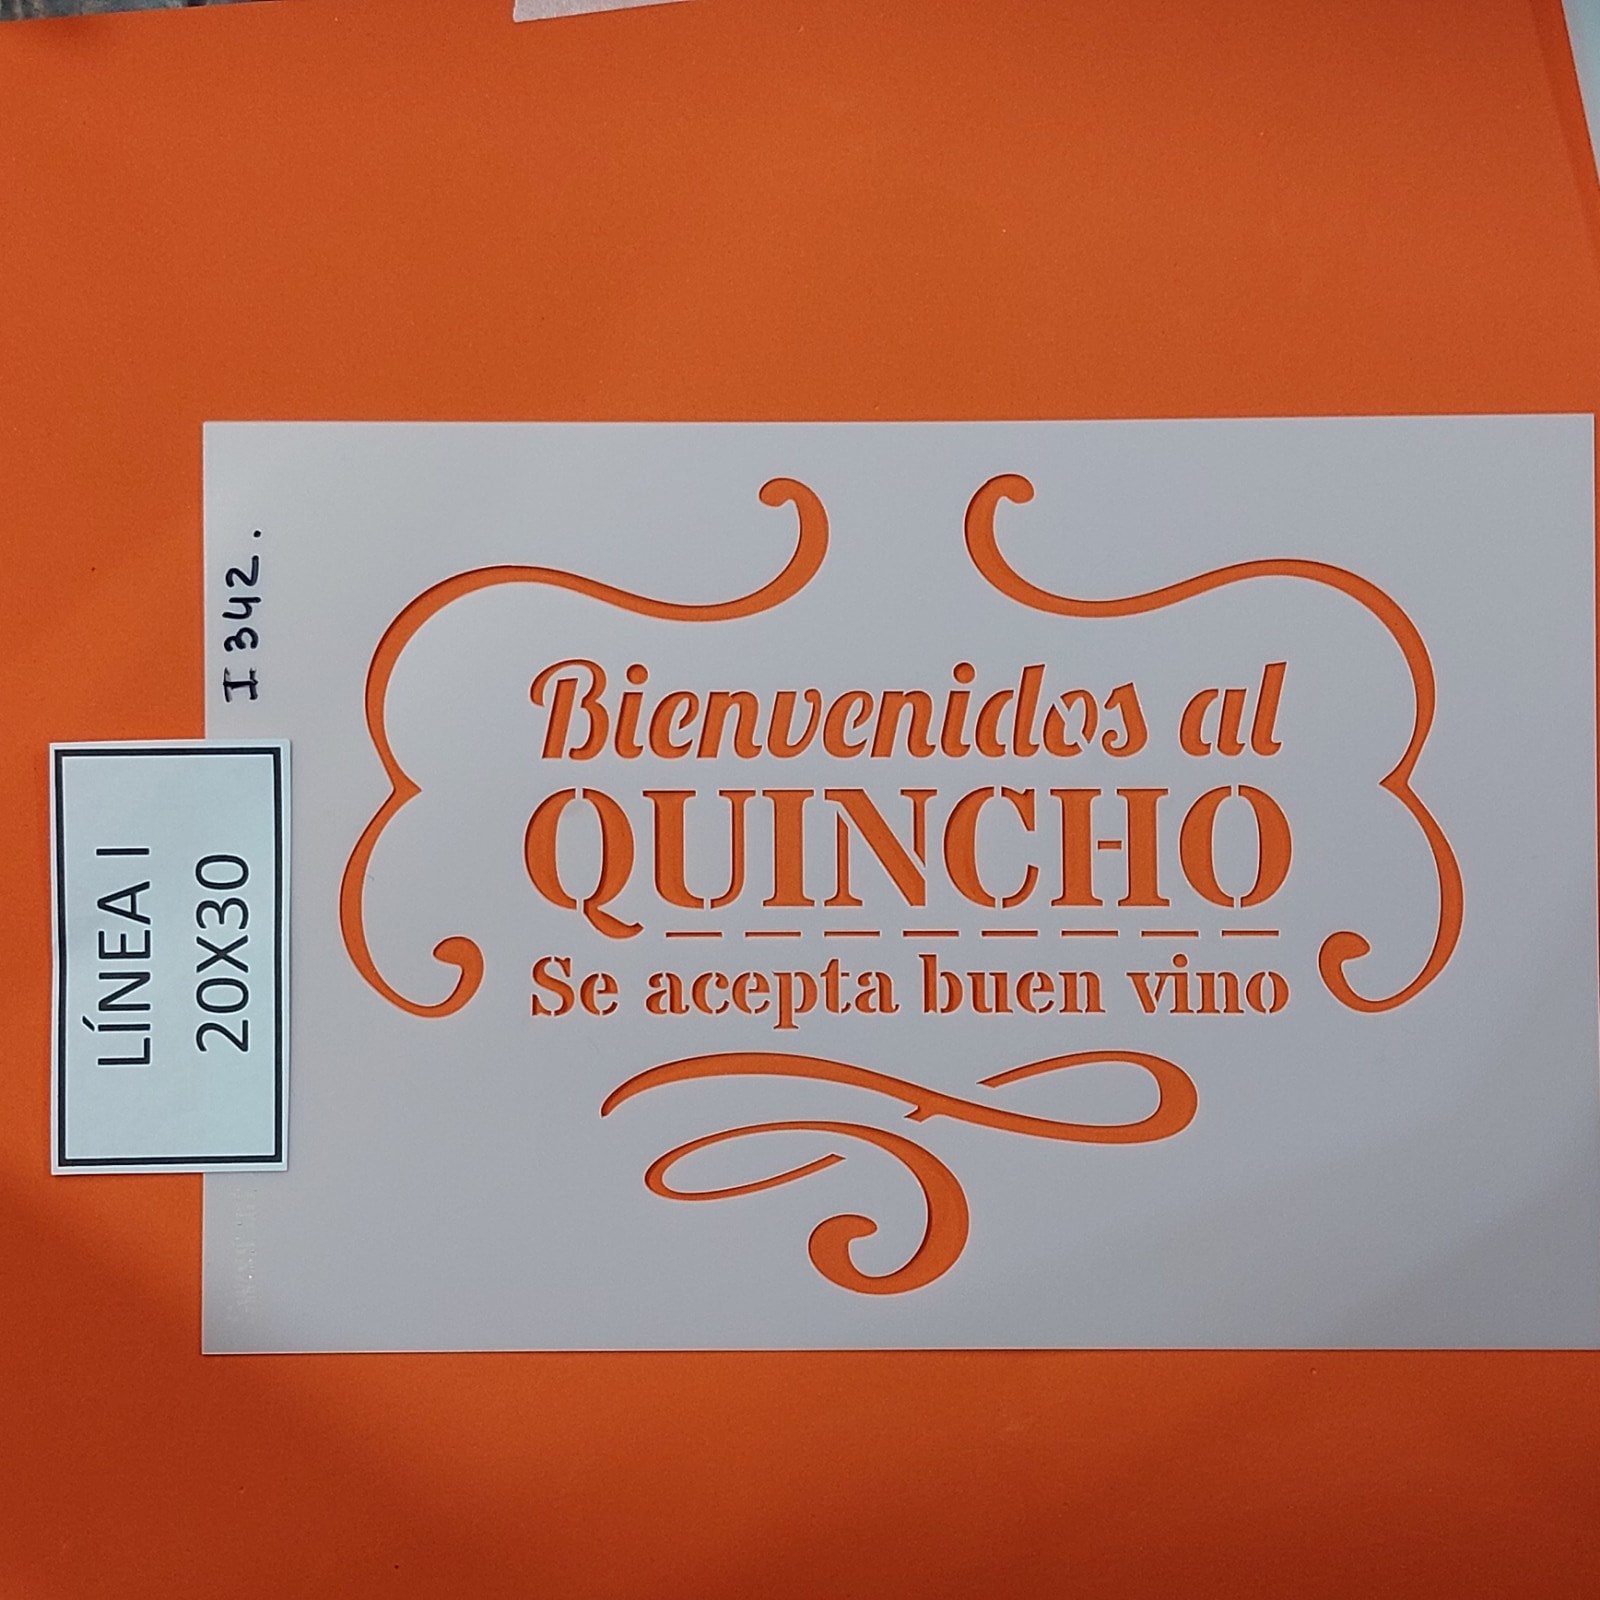 I 342.
LÍNEA I
20X30
Bienvenidos al
QUINCHO
Se acepta buen vino